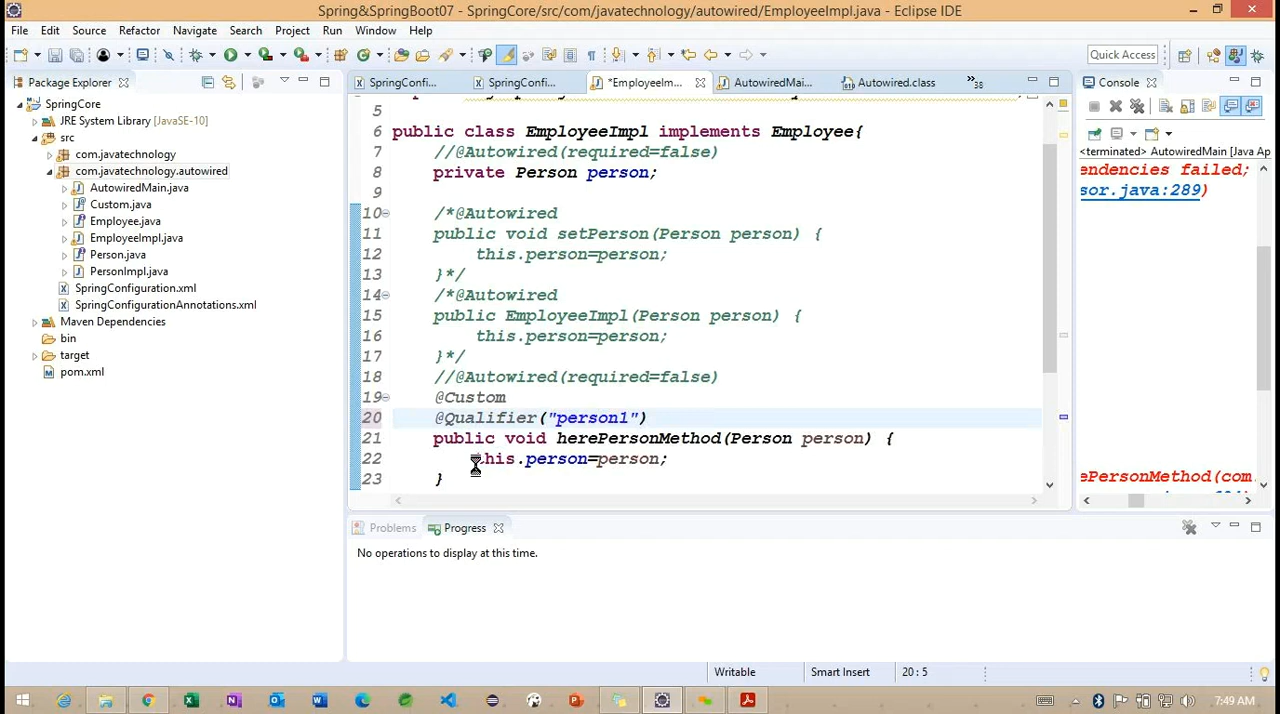 Spring&SpringBoot07 - SpringCore/src/com/javatechnology/autowired/EmployeeImpl.java - Eclipse IDE
File Edit Source Refactor Navigate Search Project Run Window Help
Quick Access
Package Explorer
SpringCore
JRE System Library [JavaSE-10]
src
com.javatechnology
com.javatechnology.autowired
AutowiredMain.java
Custom.java
Employee.java
EmployeeImpl.java
Person.java
PersonImpl.java
SpringConfiguration.xml
SpringConfigurationAnnotations.xml
Maven Dependencies
bin
target
pom.xml
SpringConfi... SpringConfi... *EmployeeIm... AutowiredMai... Autowired.class »38
5
6 public class EmployeeImpl implements Employee{
7 //@Autowired(required=false)
8 private Person person;
9
10 /*@Autowired
11 public void setPerson(Person person) {
12 this.person=person;
13 }*/
14 /*@Autowired
15 public EmployeeImpl(Person person) {
16 this.person=person;
17 }*/
18 //@Autowired(required=false)
19 @Custom
20 @Qualifier("person1")
21 public void herePersonMethod(Person person) {
22 this.person=person;
23 }
Console
<terminated> AutowiredMain [Java Ap
endencies failed;
sor.java:289)
ePersonMethod(com.
Problems Progress
No operations to display at this time.
Writable Smart Insert 20 : 5
7:49 AM